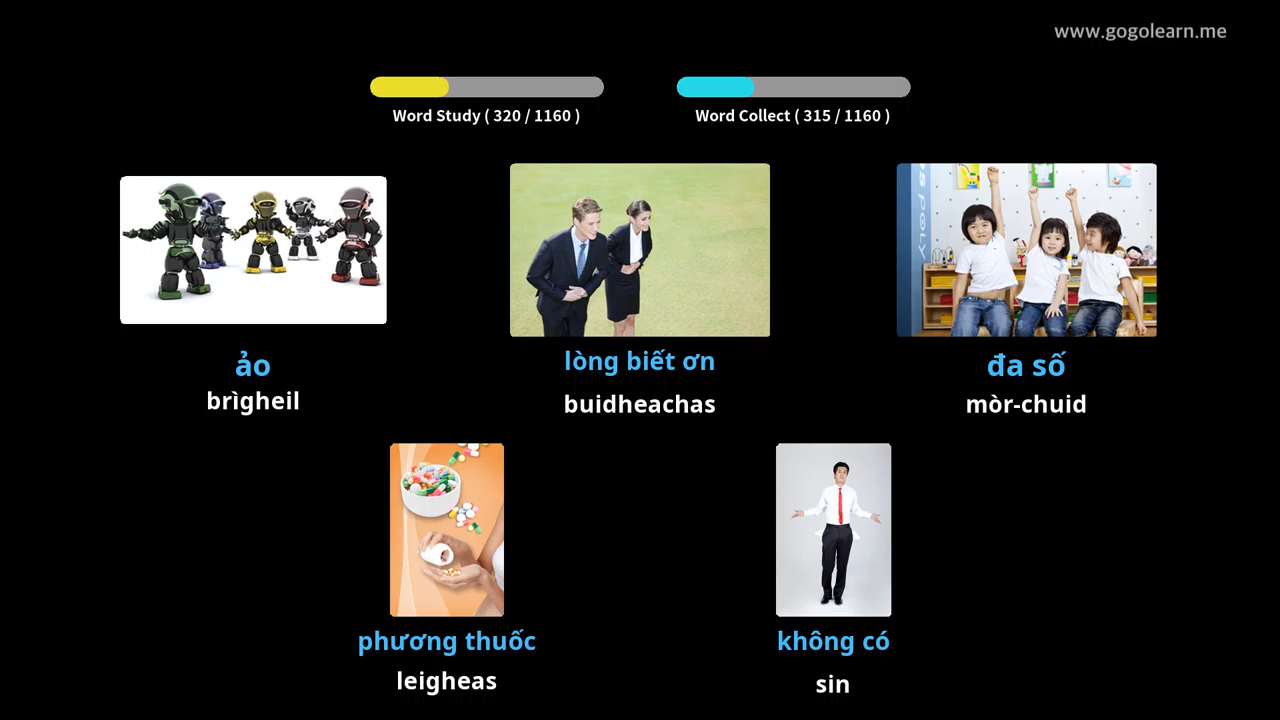 www.gogolearn.me
Word Study ( 320 / 1160 )
Word Collect ( 315 / 1160 )
ảo
brìgheil
lòng biết ơn
buidheachas
đa số
mòr-chuid
phương thuốc
leigheas
không có
sin